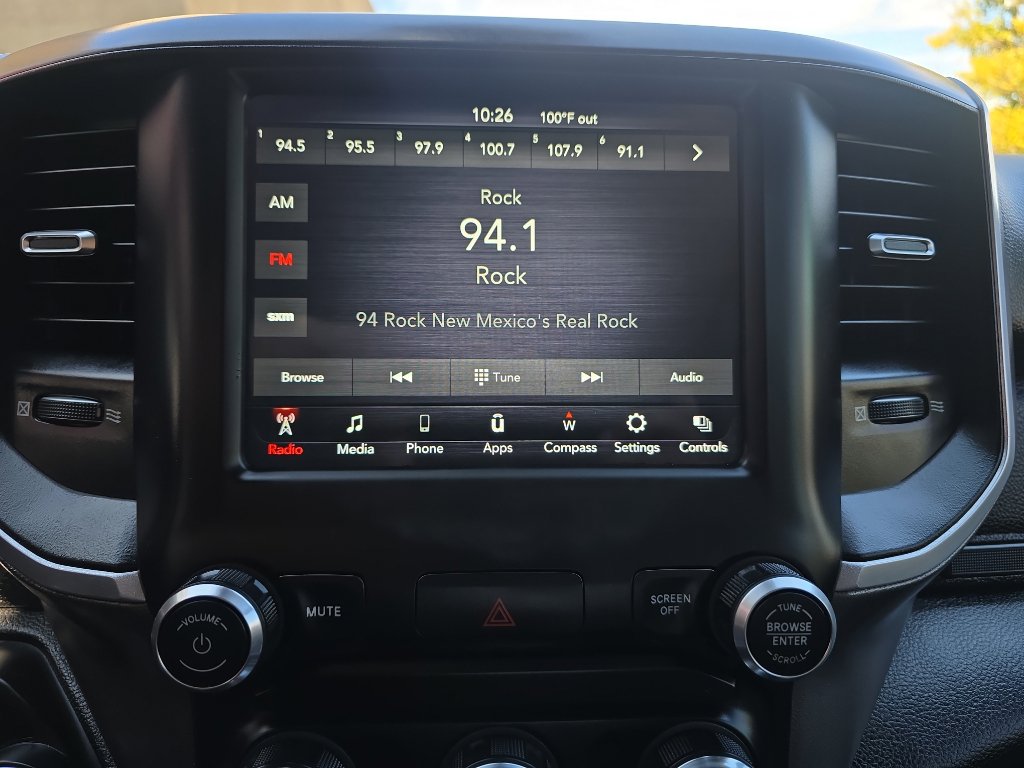 10:26 100°F out
1 94.5 2 95.5 3 97.9 4 100.7 5 107.9 6 91.1
AM
Rock
94.1
FM
Rock
sxm
94 Rock New Mexico's Real Rock
Browse Tune Audio
W
Radio Media Phone Apps Compass Settings Controls
VOLUME
MUTE
SCREEN
OFF
TUNE
BROWSE
ENTER
SCROLL